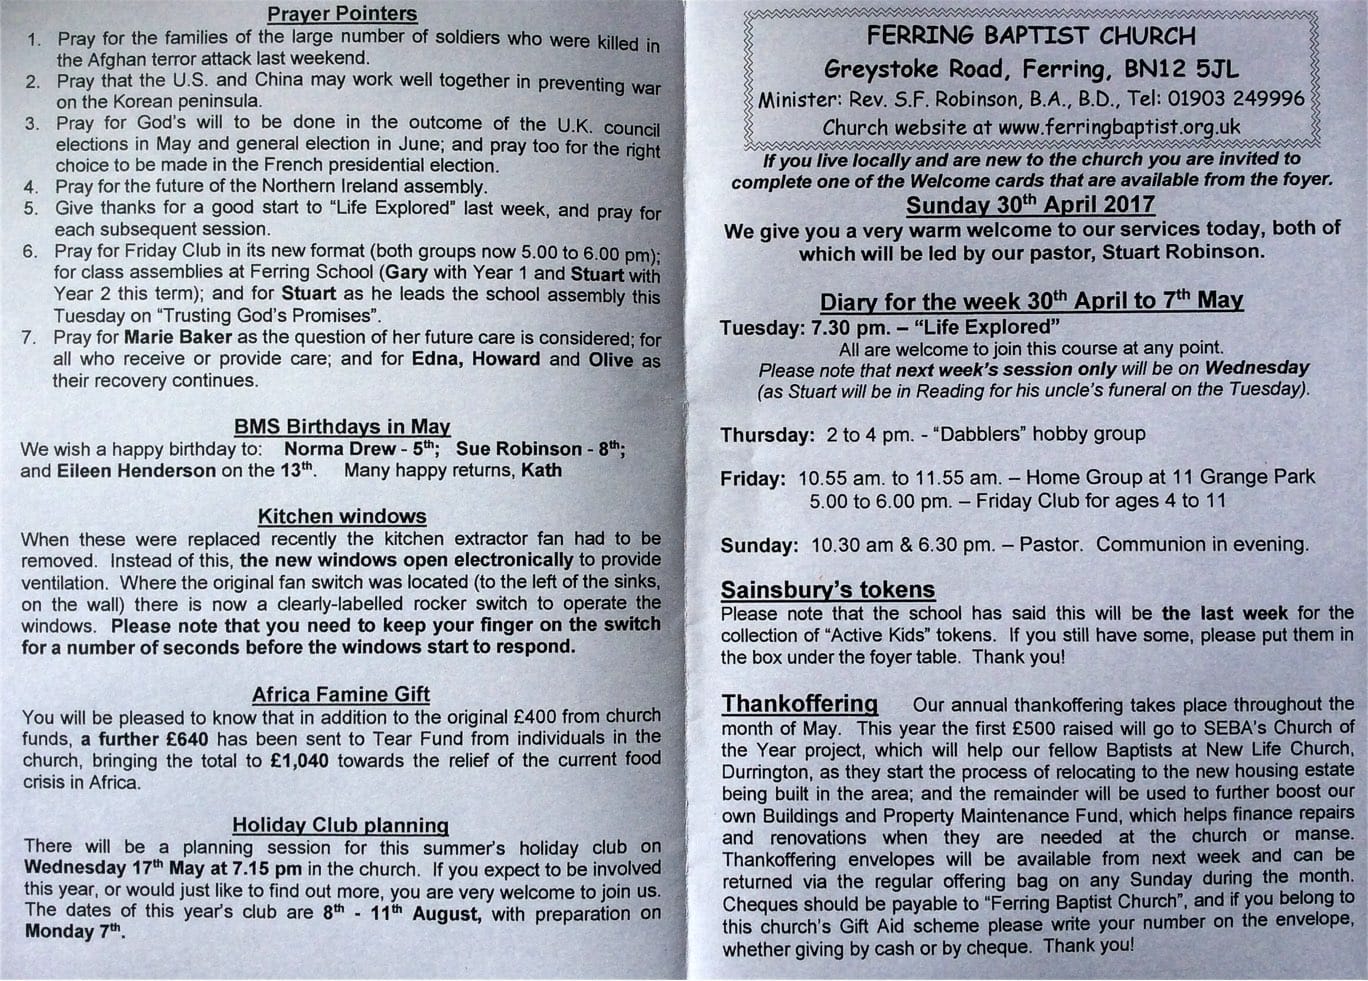 Prayer Pointers
1. Pray for the families of the large number of soldiers who were killed in
the Afghan terror attack last weekend.
2. Pray that the U.S. and China may work well together in preventing war
on the Korean peninsula.
3. Pray for God's will to be done in the outcome of the U.K. council
elections in May and general election in June; and pray too for the right
choice to be made in the French presidential election.
4. Pray for the future of the Northern Ireland assembly.
5. Give thanks for a good start to "Life Explored" last week, and pray for
each subsequent session.
6. Pray for Friday Club in its new format (both groups now 5.00 to 6.00 pm);
for class assemblies at Ferring School (Gary with Year 1 and Stuart with
Year 2 this term); and for Stuart as he leads the school assembly this
Tuesday on "Trusting God's Promises".
7. Pray for Marie Baker as the question of her future care is considered; for
all who receive or provide care; and for Edna, Howard and Olive as
their recovery continues.
BMS Birthdays in May
We wish a happy birthday to: Norma Drew - 5th; Sue Robinson - 8th;
and Eileen Henderson on the 13th. Many happy returns, Kath
Kitchen windows
When these were replaced recently the kitchen extractor fan had to be
removed. Instead of this, the new windows open electronically to provide
ventilation. Where the original fan switch was located (to the left of the sinks,
on the wall) there is now a clearly-labelled rocker switch to operate the
windows. Please note that you need to keep your finger on the switch
for a number of seconds before the windows start to respond.
Africa Famine Gift
You will be pleased to know that in addition to the original £400 from church
funds, a further £640 has been sent to Tear Fund from individuals in the
church, bringing the total to £1,040 towards the relief of the current food
crisis in Africa.
Holiday Club planning
There will be a planning session for this summer's holiday club on
Wednesday 17th May at 7.15 pm in the church. If you expect to be involved
this year, or would just like to find out more, you are very welcome to join us.
The dates of this year's club are 8th - 11th August, with preparation on
Monday 7th.
FERRING BAPTIST CHURCH
Greystoke Road, Ferring, BN12 5JL
Minister: Rev. S.F. Robinson, B.A., B.D., Tel: 01903 249996
Church website at www.ferringbaptist.org.uk
If you live locally and are new to the church you are invited to
complete one of the Welcome cards that are available from the foyer.
Sunday 30th April 2017
We give you a very warm welcome to our services today, both of
which will be led by our pastor, Stuart Robinson.
Diary for the week 30th April to 7th May
Tuesday: 7.30 pm. – "Life Explored"
All are welcome to join this course at any point.
Please note that next week's session only will be on Wednesday
(as Stuart will be in Reading for his uncle's funeral on the Tuesday).
Thursday: 2 to 4 pm. - "Dabblers" hobby group
Friday: 10.55 am. to 11.55 am. – Home Group at 11 Grange Park
5.00 to 6.00 pm. – Friday Club for ages 4 to 11
Sunday: 10.30 am & 6.30 pm. – Pastor. Communion in evening.
Sainsbury's tokens
Please note that the school has said this will be the last week for the
collection of "Active Kids" tokens. If you still have some, please put them in
the box under the foyer table. Thank you!
Thankoffering Our annual thankoffering takes place throughout the
month of May. This year the first £500 raised will go to SEBA's Church of
the Year project, which will help our fellow Baptists at New Life Church,
Durrington, as they start the process of relocating to the new housing estate
being built in the area; and the remainder will be used to further boost our
own Buildings and Property Maintenance Fund, which helps finance repairs
and renovations when they are needed at the church or manse.
Thankoffering envelopes will be available from next week and can be
returned via the regular offering bag on any Sunday during the month.
Cheques should be payable to "Ferring Baptist Church", and if you belong to
this church's Gift Aid scheme please write your number on the envelope,
whether giving by cash or by cheque. Thank you!